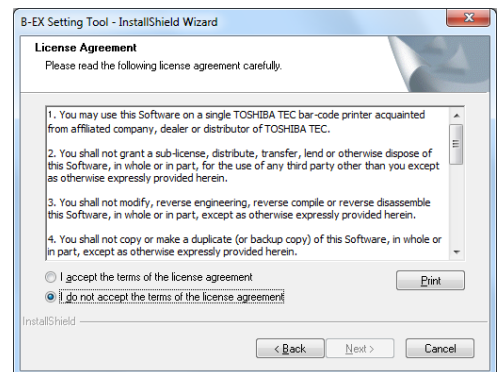 B-EX Setting Tool - InstallShield Wizard
License Agreement
Please read the following license agreement carefully.
1. You may use this Software on a single TOSHIBA TEC bar-code printer acquainted
from affiliated company, dealer or distributor of TOSHIBA TEC.
2. You shall not grant a sub-license, distribute, transfer, lend or otherwise dispose of
this Software, in whole or in part, for the use of any third party other than you except
as otherwise expressly provided herein.
3. You shall not modify, reverse engineering, reverse compile or reverse disassemble
this Software, in whole or in part, except as otherwise expressly provided herein.
4. You shall not copy or make a duplicate (or backup copy) of this Software, in whole or
in part, except as otherwise expressly provided herein.
I accept the terms of the license agreement
Print
I do not accept the terms of the license agreement
InstallShield
< Back
Next >
Cancel